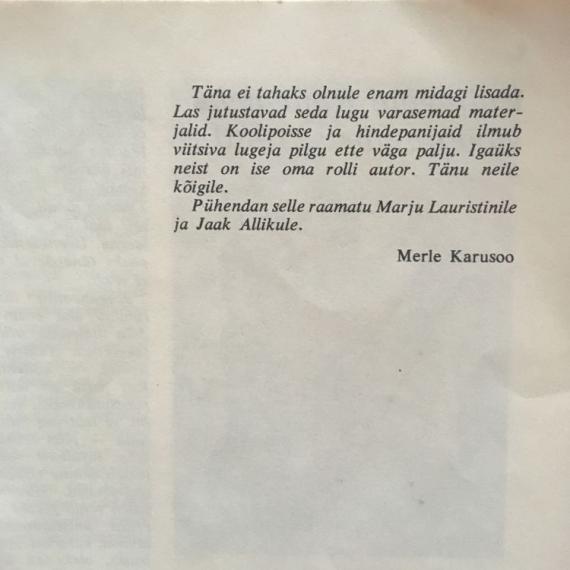 Täna ei tahaks olnule enam midagi lisada.
Las jutustavad seda lugu varasemad mater-
jalid. Koolipoisse ja hindepanijaid ilmub
viitsiva lugeja pilgu ette väga palju. Igaüks
neist on ise oma rolli autor. Tänu neile
kõigile.
Pühendan selle raamatu Marju Lauristinile
ja Jaak Allikule.
Merle Karusoo